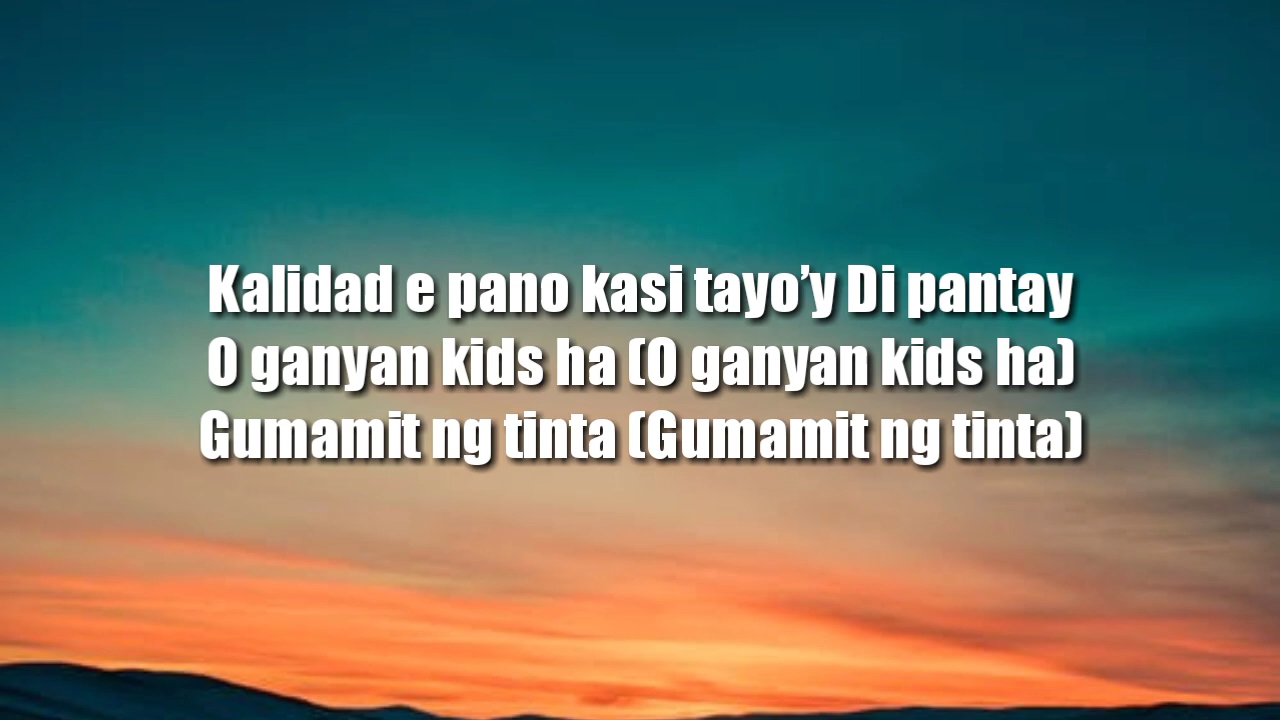 Kalidad e pano kasi tayo’y Di pantay
O ganyan kids ha (O ganyan kids ha)
Gumamit ng tinta (Gumamit ng tinta)